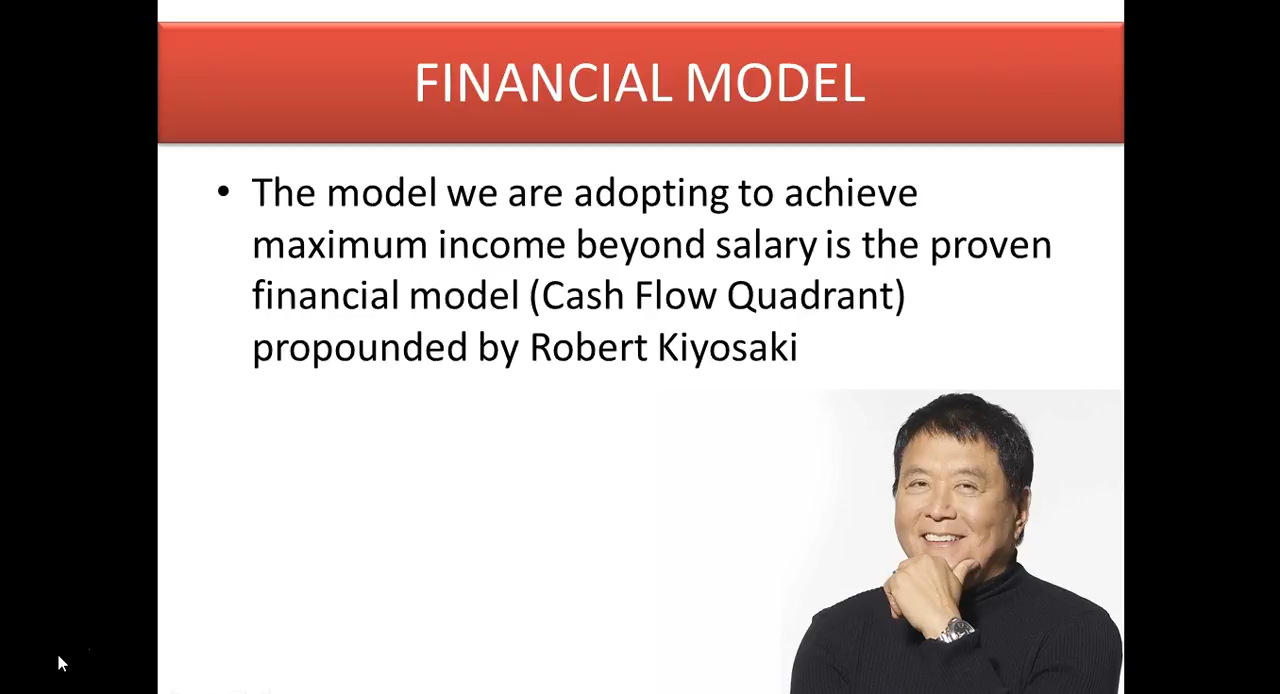 FINANCIAL MODEL
• The model we are adopting to achieve
maximum income beyond salary is the proven
financial model (Cash Flow Quadrant)
propounded by Robert Kiyosaki